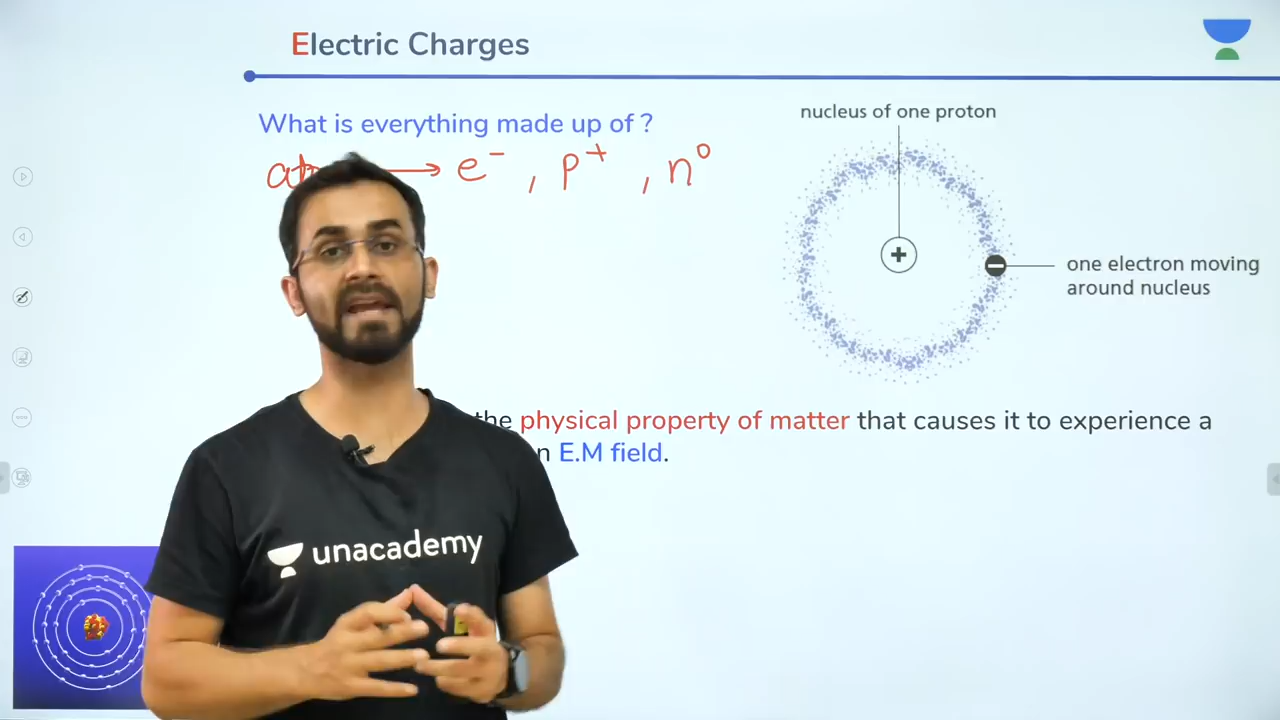 Electric Charges
What is everything made up of ?
nucleus of one proton
→ e⁻ , p⁺ , n⁰
one electron moving
around nucleus
the physical property of matter that causes it to experience a
E.M field.
unacademy